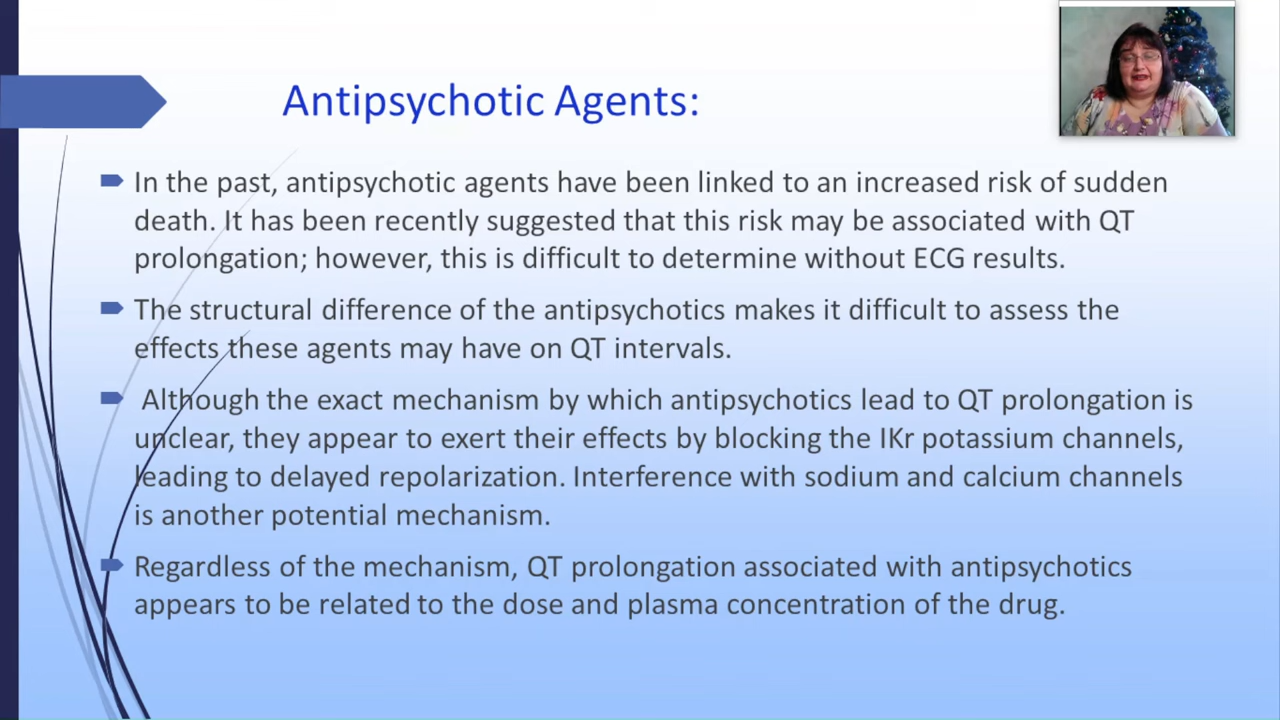 Antipsychotic Agents:
In the past, antipsychotic agents have been linked to an increased risk of sudden
death. It has been recently suggested that this risk may be associated with QT
prolongation; however, this is difficult to determine without ECG results.
The structural difference of the antipsychotics makes it difficult to assess the
effects these agents may have on QT intervals.
Although the exact mechanism by which antipsychotics lead to QT prolongation is
unclear, they appear to exert their effects by blocking the IKr potassium channels,
leading to delayed repolarization. Interference with sodium and calcium channels
is another potential mechanism.
Regardless of the mechanism, QT prolongation associated with antipsychotics
appears to be related to the dose and plasma concentration of the drug.